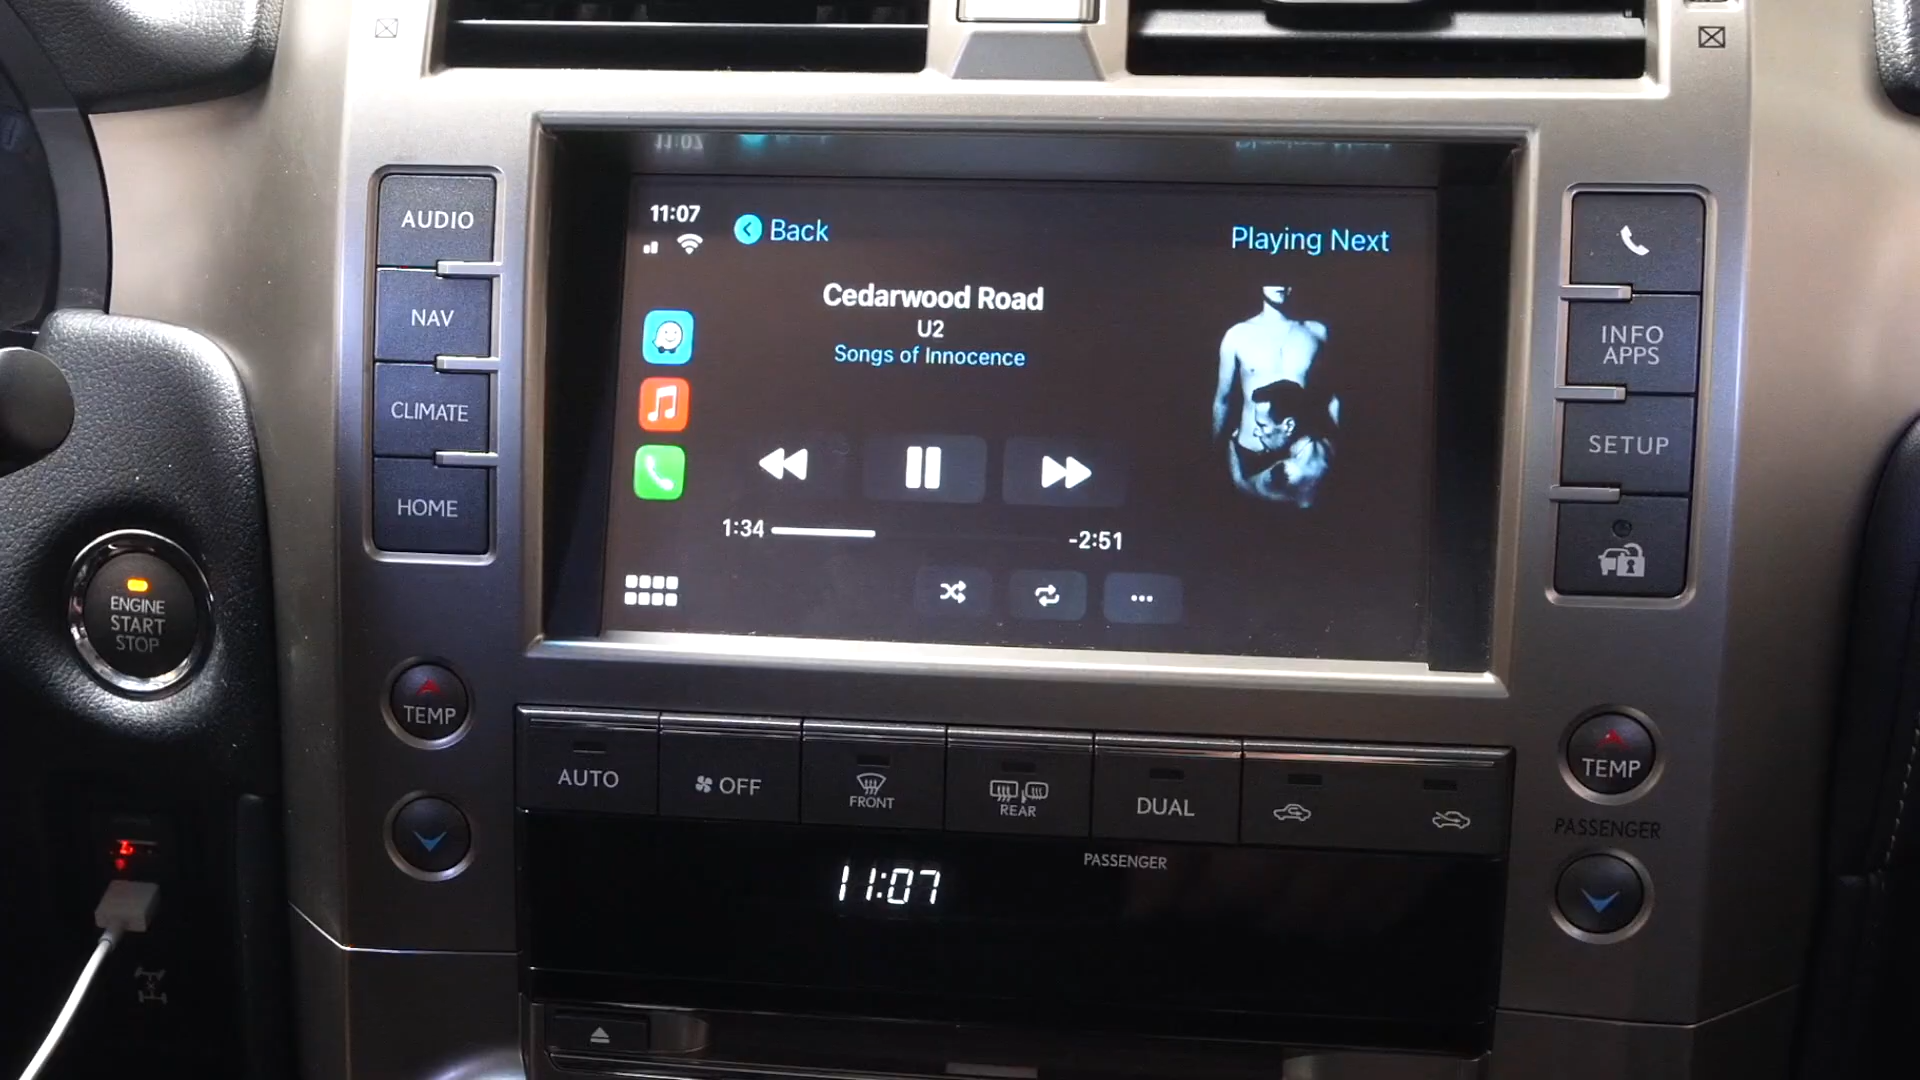 AUDIO
NAV
CLIMATE
HOME
ENGINE
START
STOP
TEMP
11:07
Back
Playing Next
Cedarwood Road
U2
Songs of Innocence
1:34
-2:51
INFO
APPS
SETUP
AUTO
OFF
FRONT
REAR
DUAL
TEMP
PASSENGER
PASSENGER
11:07